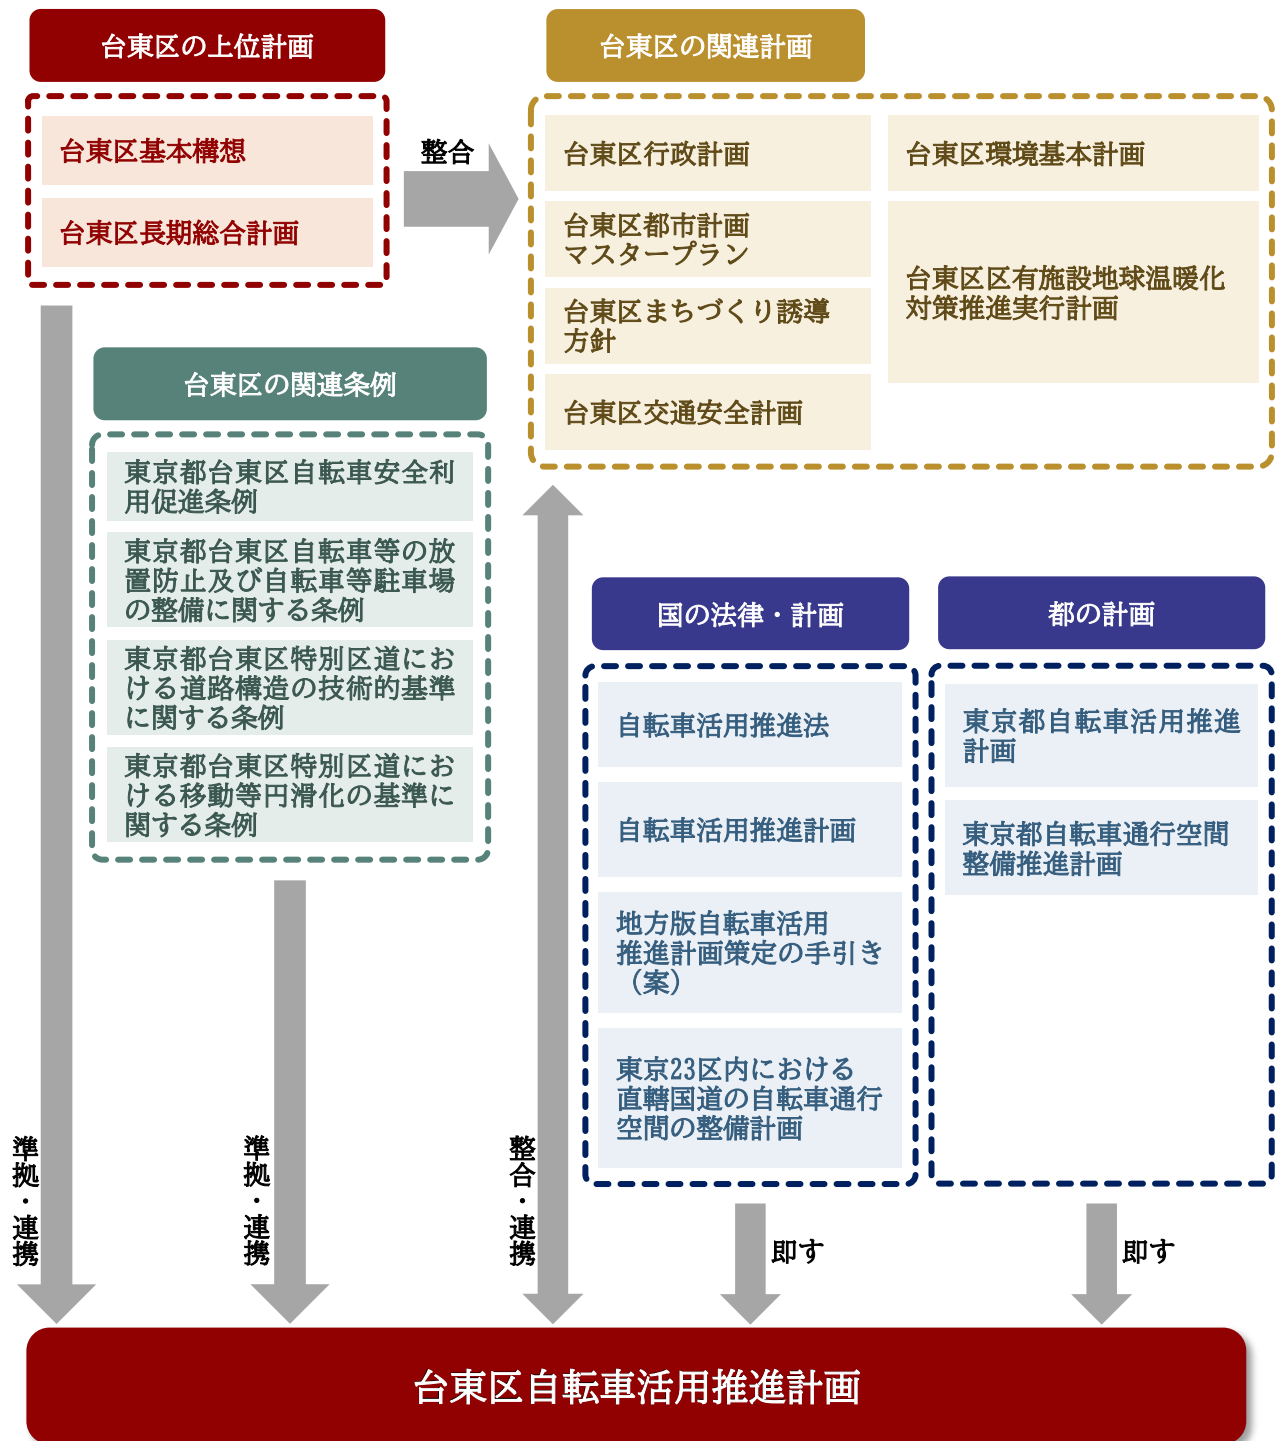 台東区の上位計画
台東区基本構想
台東区長期総合計画
整合
台東区の関連計画
台東区行政計画
台東区都市計画
マスタープラン
台東区まちづくり誘導
方針
台東区交通安全計画
台東区環境基本計画
台東区区有施設地球温暖化
対策推進実行計画
台東区の関連条例
東京都台東区自転車安全利
用促進条例
東京都台東区自転車等の放
置防止及び自転車等駐車場
の整備に関する条例
東京都台東区特別区道にお
ける道路構造の技術的基準
に関する条例
東京都台東区特別区道にお
ける移動等円滑化の基準に
関する条例
国の法律・計画
自転車活用推進法
自転車活用推進計画
地方版自転車活用
推進計画策定の手引き
（案）
東京23区内における
直轄国道の自転車通行
空間の整備計画
都の計画
東京都自転車活用推進
計画
東京都自転車通行空間
整備推進計画
準拠・連携
準拠・連携
整合・連携
即す
即す
台東区自転車活用推進計画